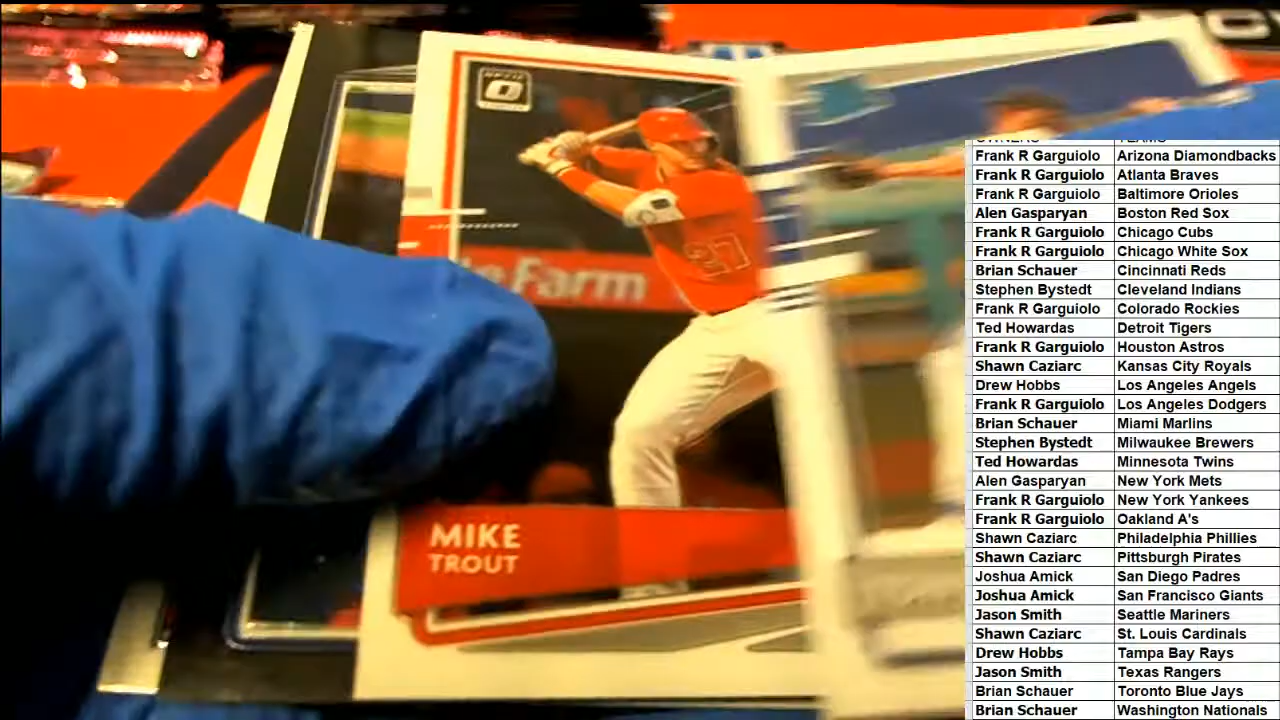 OWNERS TEAMS
Frank R Garguiolo Arizona Diamondbacks
Frank R Garguiolo Atlanta Braves
Frank R Garguiolo Baltimore Orioles
Alen Gasparyan Boston Red Sox
Frank R Garguiolo Chicago Cubs
Frank R Garguiolo Chicago White Sox
Brian Schauer Cincinnati Reds
Stephen Bystedt Cleveland Indians
Frank R Garguiolo Colorado Rockies
Ted Howardas Detroit Tigers
Frank R Garguiolo Houston Astros
Shawn Caziarc Kansas City Royals
Drew Hobbs Los Angeles Angels
Frank R Garguiolo Los Angeles Dodgers
Brian Schauer Miami Marlins
Stephen Bystedt Milwaukee Brewers
Ted Howardas Minnesota Twins
Alen Gasparyan New York Mets
Frank R Garguiolo New York Yankees
Frank R Garguiolo Oakland A's
Shawn Caziarc Philadelphia Phillies
Shawn Caziarc Pittsburgh Pirates
Joshua Amick San Diego Padres
Joshua Amick San Francisco Giants
Jason Smith Seattle Mariners
Shawn Caziarc St. Louis Cardinals
Drew Hobbs Tampa Bay Rays
Jason Smith Texas Rangers
Brian Schauer Toronto Blue Jays
Brian Schauer Washington Nationals
Farm
27
MIKE
TROUT